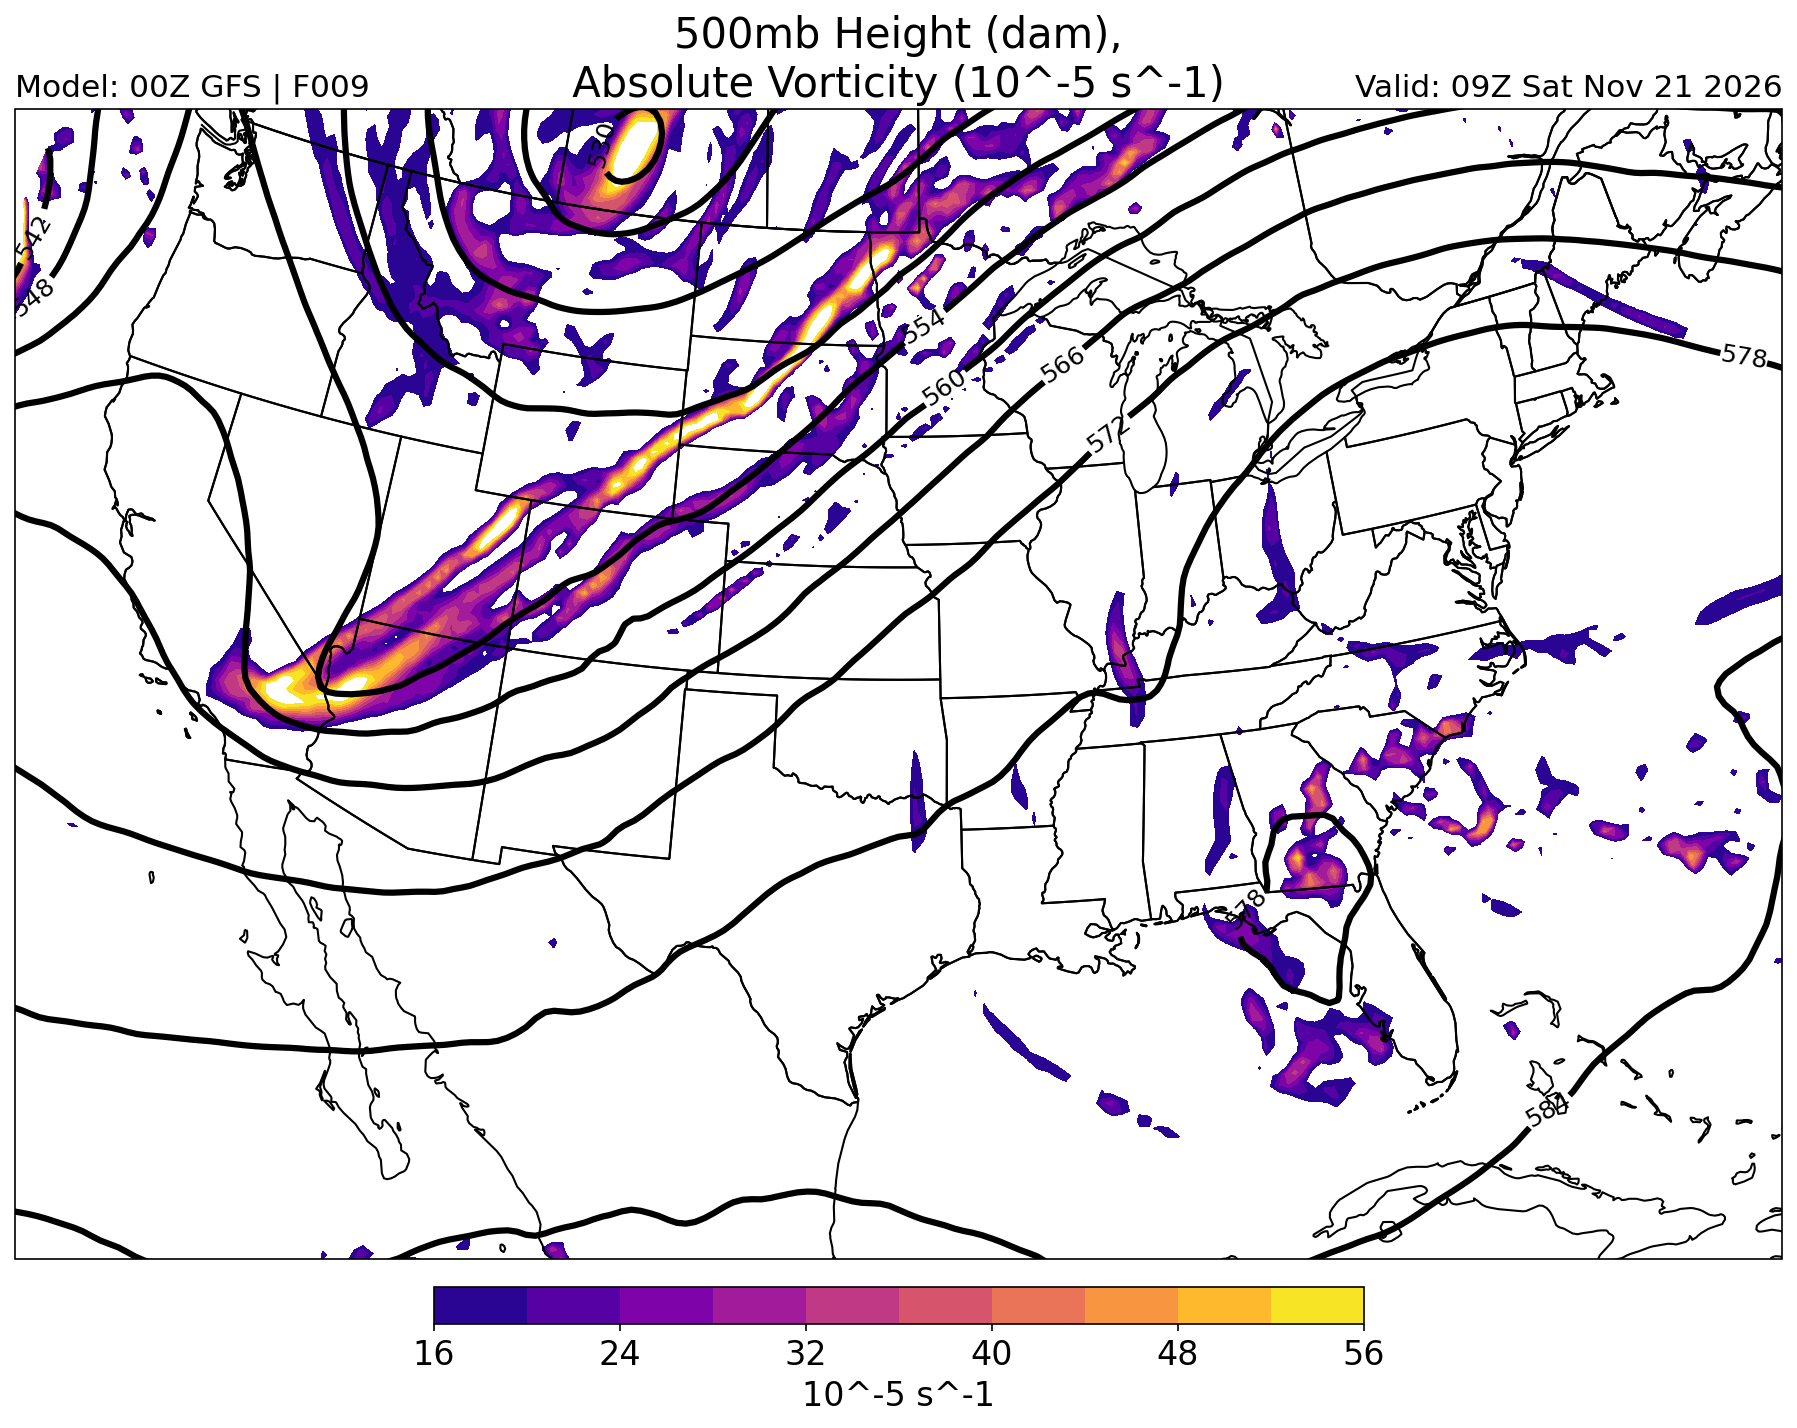 500mb Height (dam),
Model: 00Z GFS | F009
Absolute Vorticity (10^-5 s^-1)
Valid: 09Z Sat Nov 21 2026
530
542
548
554
560
566
572
578
578
584
16 24 32 40 48 56
10^-5 s^-1